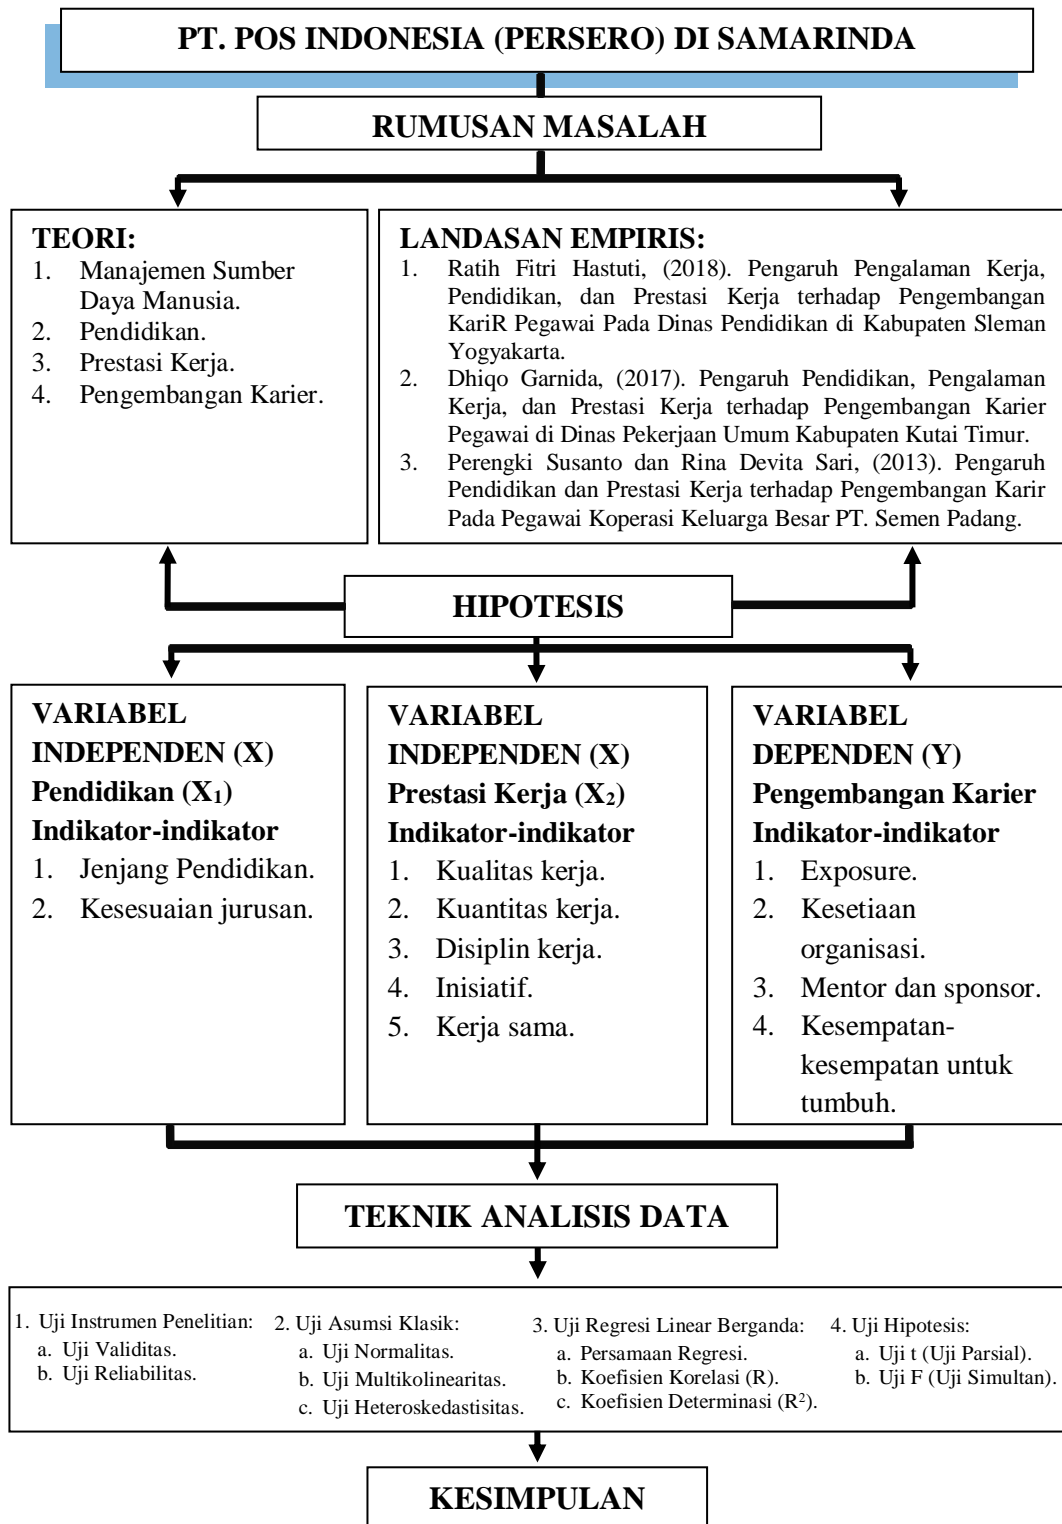 PT. POS INDONESIA (PERSERO) DI SAMARINDA
RUMUSAN MASALAH
TEORI:
1. Manajemen Sumber
Daya Manusia.
2. Pendidikan.
3. Prestasi Kerja.
4. Pengembangan Karier.
LANDASAN EMPIRIS:
1. Ratih Fitri Hastuti, (2018). Pengaruh Pengalaman Kerja,
Pendidikan, dan Prestasi Kerja terhadap Pengembangan
KariR Pegawai Pada Dinas Pendidikan di Kabupaten Sleman
Yogyakarta.
2. Dhiqo Garnida, (2017). Pengaruh Pendidikan, Pengalaman
Kerja, dan Prestasi Kerja terhadap Pengembangan Karier
Pegawai di Dinas Pekerjaan Umum Kabupaten Kutai Timur.
3. Perengki Susanto dan Rina Devita Sari, (2013). Pengaruh
Pendidikan dan Prestasi Kerja terhadap Pengembangan Karir
Pada Pegawai Koperasi Keluarga Besar PT. Semen Padang.
HIPOTESIS
VARIABEL
INDEPENDEN (X)
Pendidikan (X₁)
Indikator-indikator
1. Jenjang Pendidikan.
2. Kesesuaian jurusan.
VARIABEL
INDEPENDEN (X)
Prestasi Kerja (X₂)
Indikator-indikator
1. Kualitas kerja.
2. Kuantitas kerja.
3. Disiplin kerja.
4. Inisiatif.
5. Kerja sama.
VARIABEL
DEPENDEN (Y)
Pengembangan Karier
Indikator-indikator
1. Exposure.
2. Kesetiaan
organisasi.
3. Mentor dan sponsor.
4. Kesempatan-
kesempatan untuk
tumbuh.
TEKNIK ANALISIS DATA
1. Uji Instrumen Penelitian:
a. Uji Validitas.
b. Uji Reliabilitas.
2. Uji Asumsi Klasik:
a. Uji Normalitas.
b. Uji Multikolinearitas.
c. Uji Heteroskedastisitas.
3. Uji Regresi Linear Berganda:
a. Persamaan Regresi.
b. Koefisien Korelasi (R).
c. Koefisien Determinasi (R²).
4. Uji Hipotesis:
a. Uji t (Uji Parsial).
b. Uji F (Uji Simultan).
KESIMPULAN